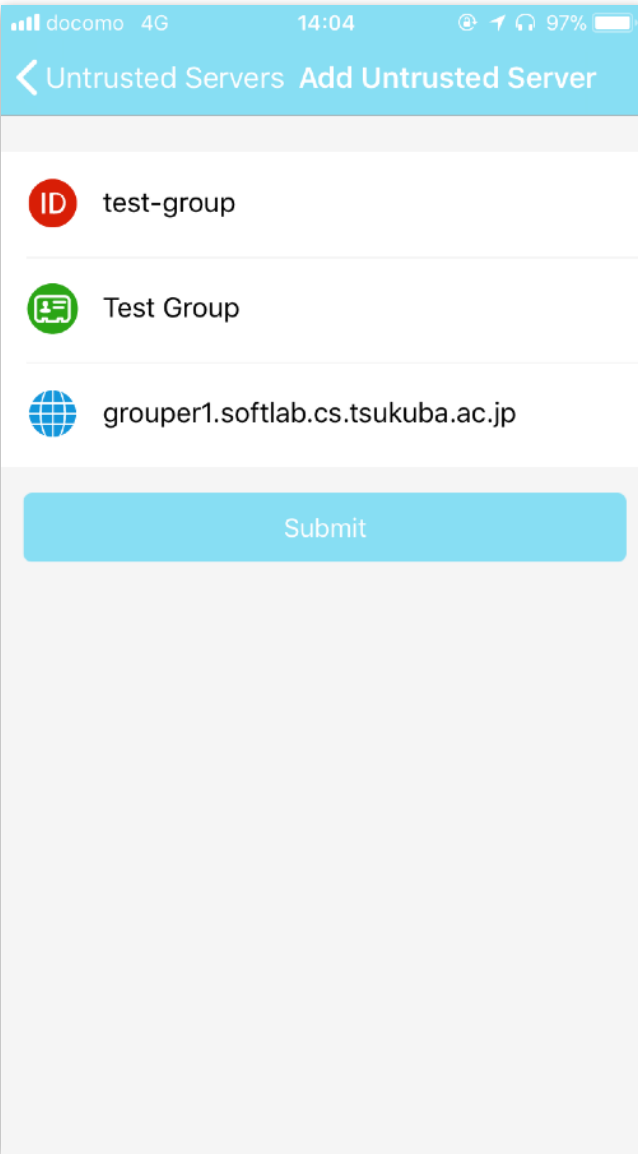 docomo 4G 14:04 97%
Untrusted Servers Add Untrusted Server
ID test-group
Test Group
grouper1.softlab.cs.tsukuba.ac.jp
Submit